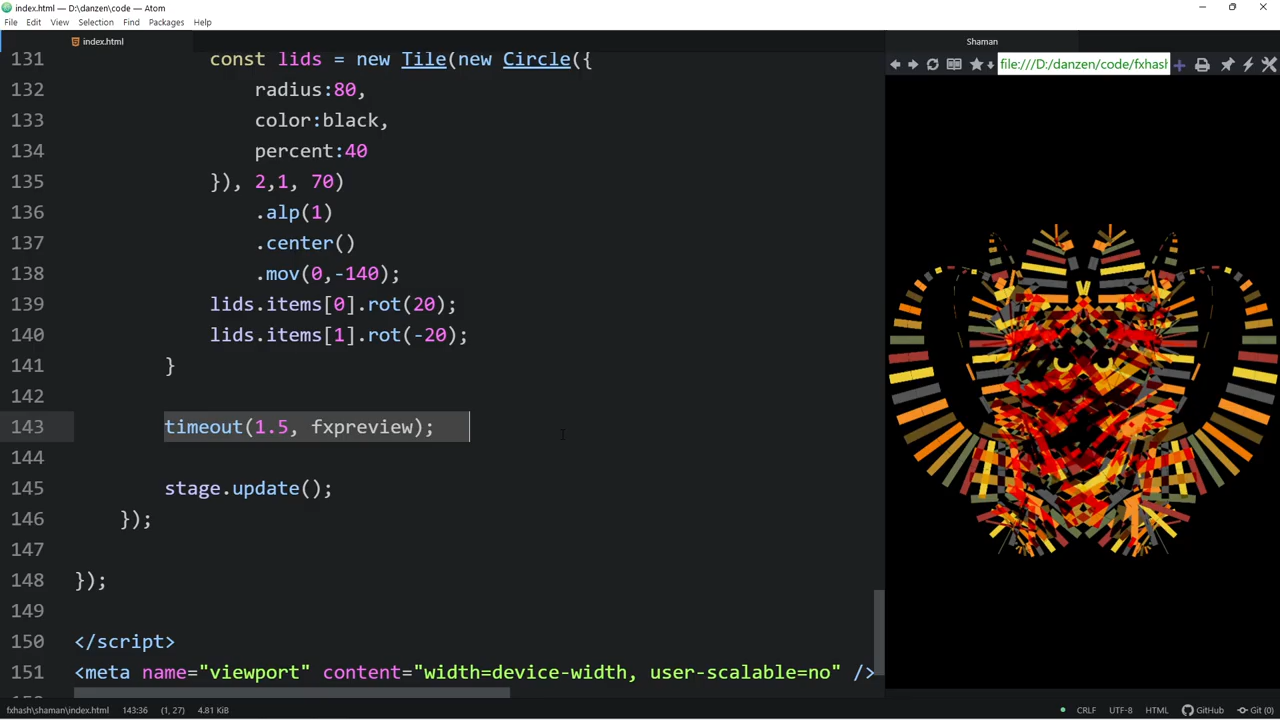 index.html — D:\danzen\code — Atom
File Edit View Selection Find Packages Help
index.html
Shaman
file:///D:/danzen/code/fxhash
131 const lids = new Tile(new Circle({
132 radius:80,
133 color:black,
134 percent:40
135 }), 2,1, 70)
136 .alp(1)
137 .center()
138 .mov(0,-140);
139 lids.items[0].rot(20);
140 lids.items[1].rot(-20);
141 }
142
143 timeout(1.5, fxpreview);
144
145 stage.update();
146 });
147
148 });
149
150 </script>
151 <meta name="viewport" content="width=device-width, user-scalable=no" />
fxhash\shaman\index.html 143:36 (1, 27) 4.81 KiB CRLF UTF-8 HTML GitHub Git (0)